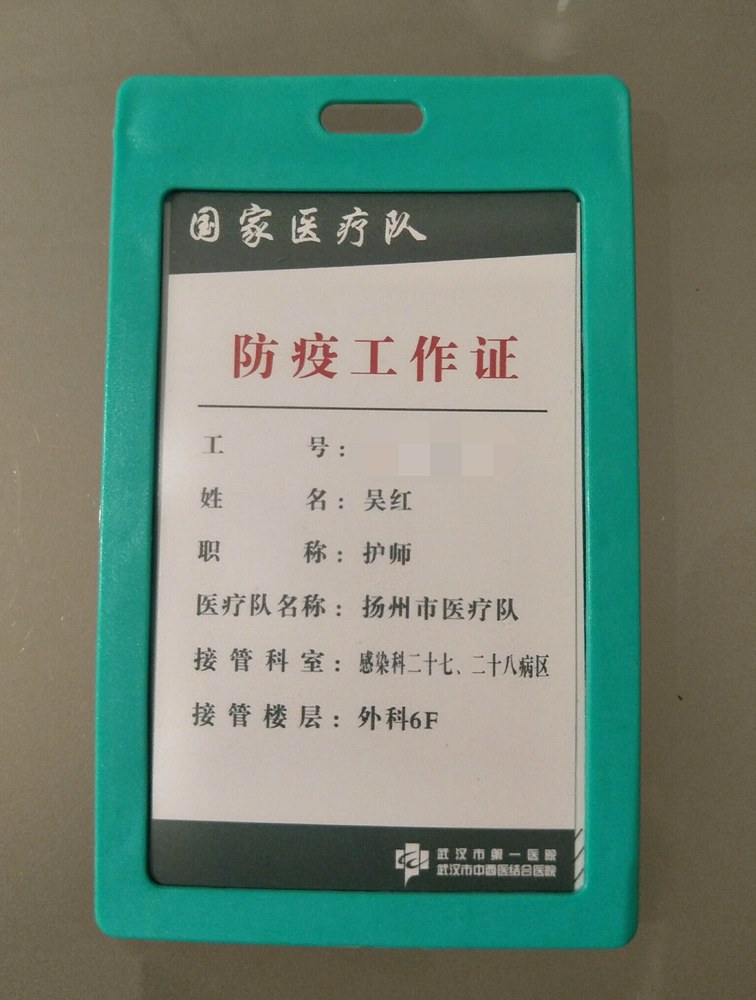 国家医疗队
防疫工作证
工号：
姓名：吴红
职称：护师
医疗队名称：扬州市医疗队
接管科室：感染科二十七、二十八病区
接管楼层：外科6F
武汉市第一医院
武汉市中西医结合医院